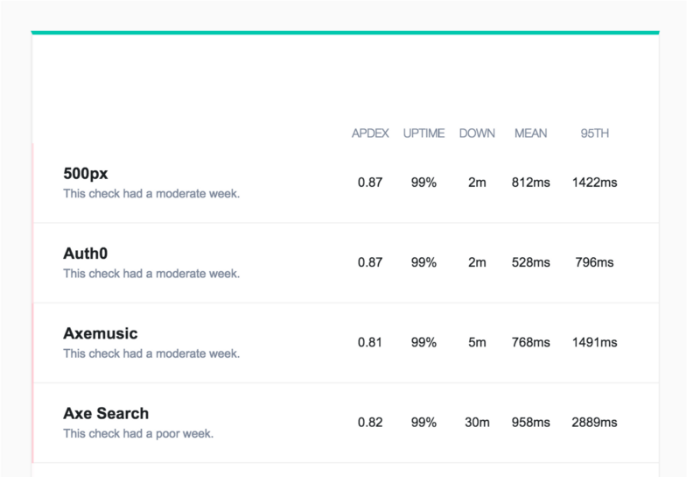 APDEX UPTIME DOWN MEAN 95TH
500px
This check had a moderate week.
0.87 99% 2m 812ms 1422ms
Auth0
This check had a moderate week.
0.87 99% 2m 528ms 796ms
Axemusic
This check had a moderate week.
0.81 99% 5m 768ms 1491ms
Axe Search
This check had a poor week.
0.82 99% 30m 958ms 2889ms